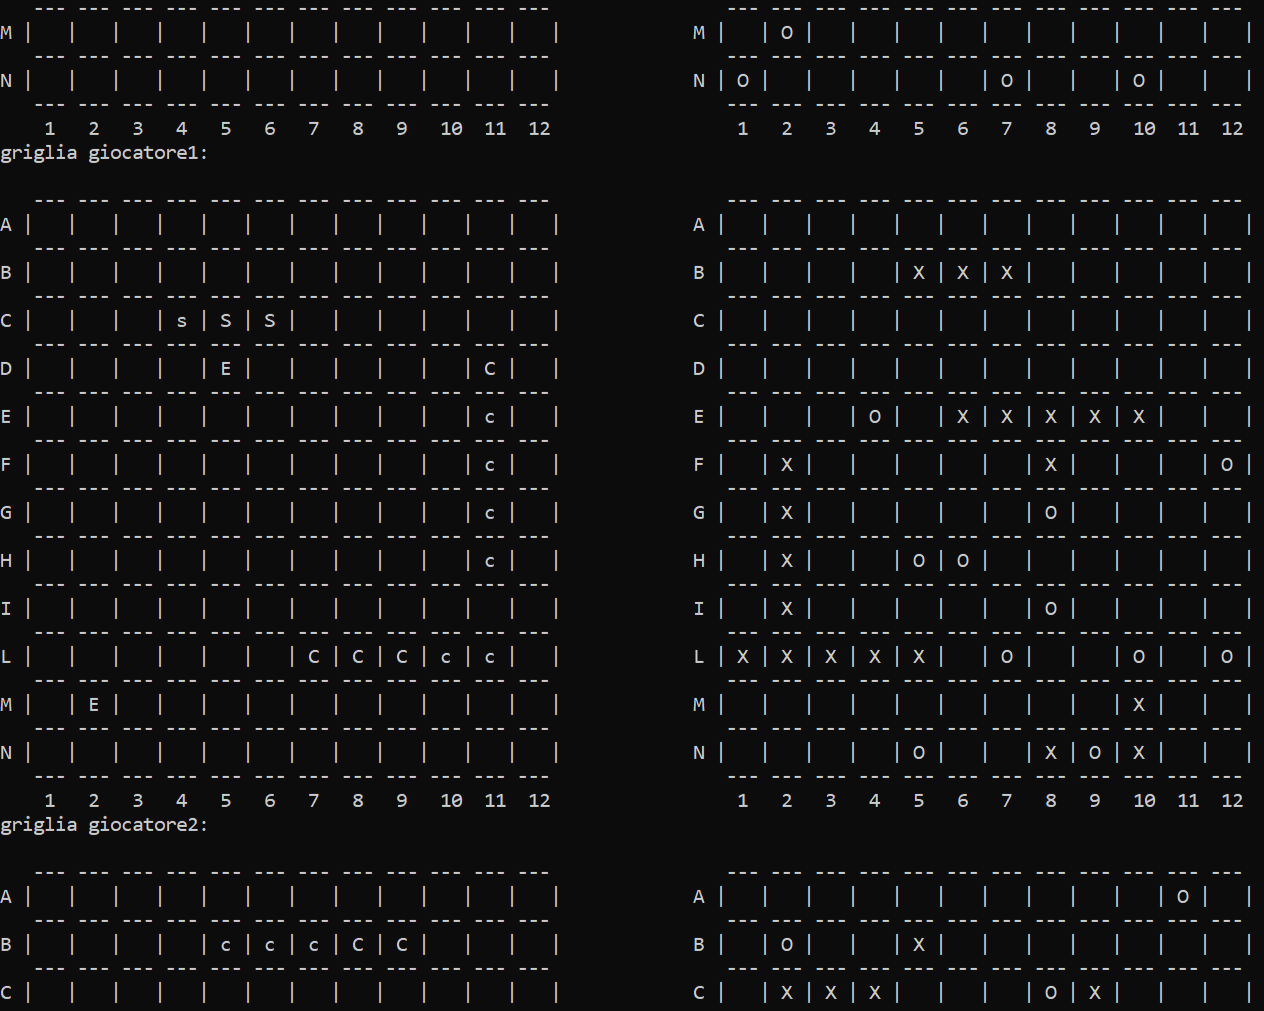 --- --- --- --- --- --- --- --- --- --- --- ---                 --- --- --- --- --- --- --- --- --- --- --- ---
M |   |   |   |   |   |   |   |   |   |   |   |   |            M |   | O |   |   |   |   |   |   |   |   |   |   |
--- --- --- --- --- --- --- --- --- --- --- ---                 --- --- --- --- --- --- --- --- --- --- --- ---
N |   |   |   |   |   |   |   |   |   |   |   |   |            N | O |   |   |   |   |   | O |   |   | O |   |   |
--- --- --- --- --- --- --- --- --- --- --- ---                 --- --- --- --- --- --- --- --- --- --- --- ---
1   2   3   4   5   6   7   8   9   10  11  12                 1   2   3   4   5   6   7   8   9   10  11  12
griglia giocatore1:
--- --- --- --- --- --- --- --- --- --- --- ---                 --- --- --- --- --- --- --- --- --- --- --- ---
A |   |   |   |   |   |   |   |   |   |   |   |   |            A |   |   |   |   |   |   |   |   |   |   |   |   |
--- --- --- --- --- --- --- --- --- --- --- ---                 --- --- --- --- --- --- --- --- --- --- --- ---
B |   |   |   |   |   |   |   |   |   |   |   |   |            B |   |   |   |   | X | X | X |   |   |   |   |   |
--- --- --- --- --- --- --- --- --- --- --- ---                 --- --- --- --- --- --- --- --- --- --- --- ---
C |   |   |   | s | S | S |   |   |   |   |   |   |            C |   |   |   |   |   |   |   |   |   |   |   |   |
--- --- --- --- --- --- --- --- --- --- --- ---                 --- --- --- --- --- --- --- --- --- --- --- ---
D |   |   |   |   | E |   |   |   |   |   | C |   |            D |   |   |   |   |   |   |   |   |   |   |   |   |
--- --- --- --- --- --- --- --- --- --- --- ---                 --- --- --- --- --- --- --- --- --- --- --- ---
E |   |   |   |   |   |   |   |   |   |   | c |   |            E |   |   |   | O |   | X | X | X | X | X |   |   |
--- --- --- --- --- --- --- --- --- --- --- ---                 --- --- --- --- --- --- --- --- --- --- --- ---
F |   |   |   |   |   |   |   |   |   |   | c |   |            F |   | X |   |   |   |   |   | X |   |   |   | O |
--- --- --- --- --- --- --- --- --- --- --- ---                 --- --- --- --- --- --- --- --- --- --- --- ---
G |   |   |   |   |   |   |   |   |   |   | c |   |            G |   | X |   |   |   |   |   | O |   |   |   |   |
--- --- --- --- --- --- --- --- --- --- --- ---                 --- --- --- --- --- --- --- --- --- --- --- ---
H |   |   |   |   |   |   |   |   |   |   | c |   |            H |   | X |   |   | O | O |   |   |   |   |   |   |
--- --- --- --- --- --- --- --- --- --- --- ---                 --- --- --- --- --- --- --- --- --- --- --- ---
I |   |   |   |   |   |   |   |   |   |   |   |   |            I |   | X |   |   |   |   |   | O |   |   |   |   |
--- --- --- --- --- --- --- --- --- --- --- ---                 --- --- --- --- --- --- --- --- --- --- --- ---
L |   |   |   |   |   |   | C | C | C | c | c |   |            L | X | X | X | X | X |   | O |   |   | O |   | O |
--- --- --- --- --- --- --- --- --- --- --- ---                 --- --- --- --- --- --- --- --- --- --- --- ---
M |   | E |   |   |   |   |   |   |   |   |   |   |            M |   |   |   |   |   |   |   |   |   | X |   |   |
--- --- --- --- --- --- --- --- --- --- --- ---                 --- --- --- --- --- --- --- --- --- --- --- ---
N |   |   |   |   |   |   |   |   |   |   |   |   |            N |   |   |   |   | O |   |   | X | O | X |   |   |
--- --- --- --- --- --- --- --- --- --- --- ---                 --- --- --- --- --- --- --- --- --- --- --- ---
1   2   3   4   5   6   7   8   9   10  11  12                 1   2   3   4   5   6   7   8   9   10  11  12
griglia giocatore2:
--- --- --- --- --- --- --- --- --- --- --- ---                 --- --- --- --- --- --- --- --- --- --- --- ---
A |   |   |   |   |   |   |   |   |   |   |   |   |            A |   |   |   |   |   |   |   |   |   |   | O |   |
--- --- --- --- --- --- --- --- --- --- --- ---                 --- --- --- --- --- --- --- --- --- --- --- ---
B |   |   |   |   | c | c | c | C | C |   |   |   |            B |   | O |   |   | X |   |   |   |   |   |   |   |
--- --- --- --- --- --- --- --- --- --- --- ---                 --- --- --- --- --- --- --- --- --- --- --- ---
C |   |   |   |   |   |   |   |   |   |   |   |   |            C |   | X | X | X |   |   |   | O | X |   |   |   |